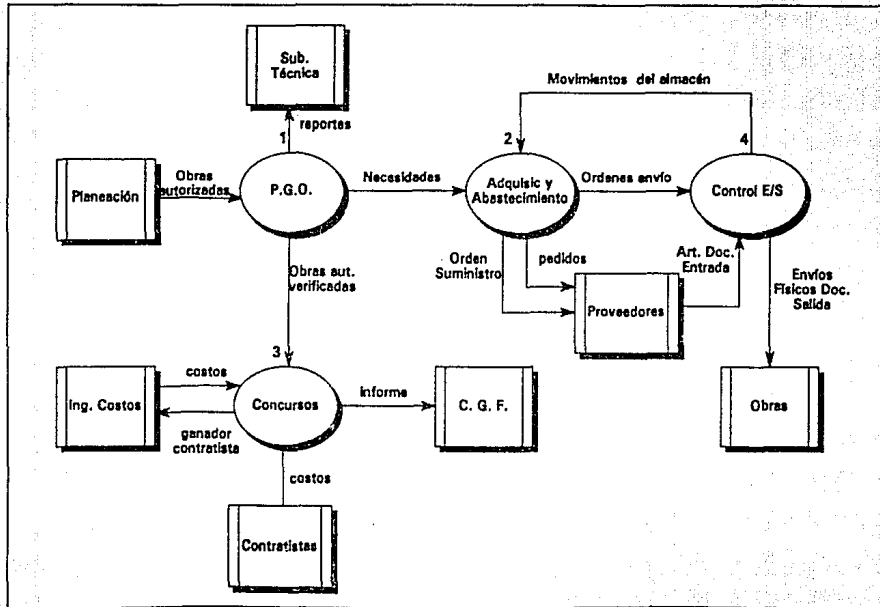 Sub.
Técnica
Movimientos del almacén
1
reportes
2
4
Planeación
Obras
autorizadas
P.G.O.
Necesidades
Adquisic y
Abastecimiento
Ordenes envío
Control E/S
Obras aut.
verificadas
Orden
Suministro
pedidos
Proveedores
Art. Doc.
Entrada
Envíos
Físicos Doc.
Salida
3
Ing. Costos
costos
ganador
contratista
Concursos
informe
C. G. F.
Obras
costos
Contratistas